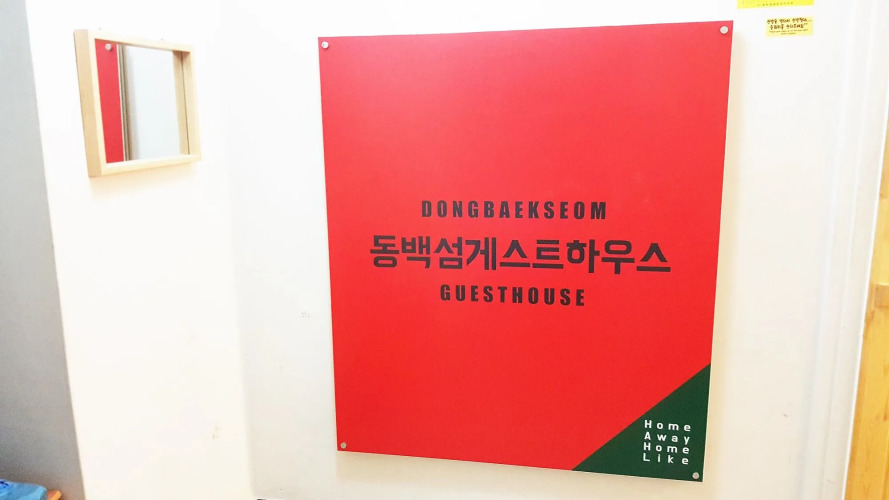 DONGBAEKSEOM
동백섬게스트하우스
GUESTHOUSE
Home
Away
Home
Like